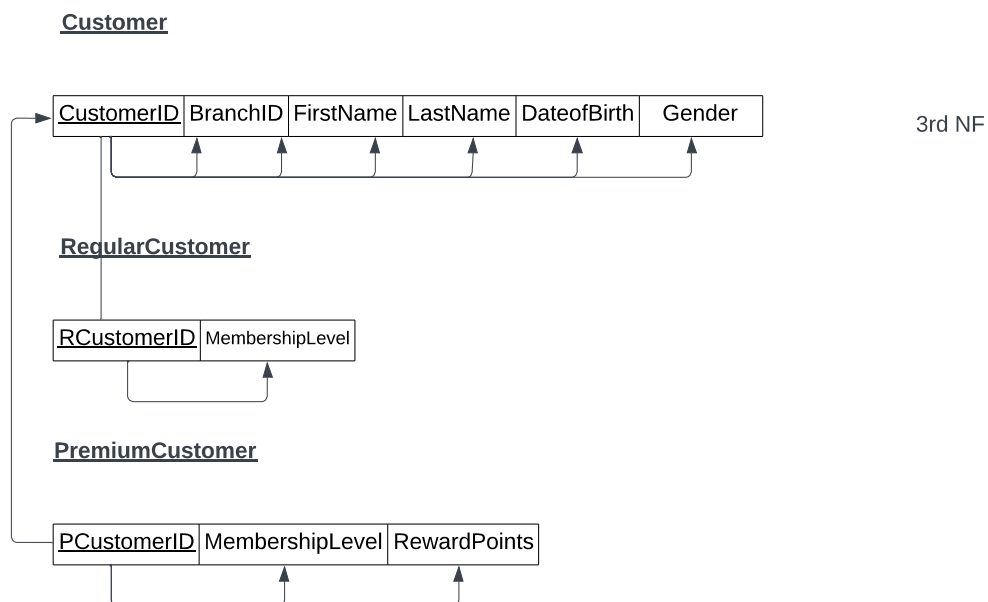 Customer
CustomerID BranchID FirstName LastName DateofBirth Gender
3rd NF
RegularCustomer
RCustomerID MembershipLevel
PremiumCustomer
PCustomerID MembershipLevel RewardPoints